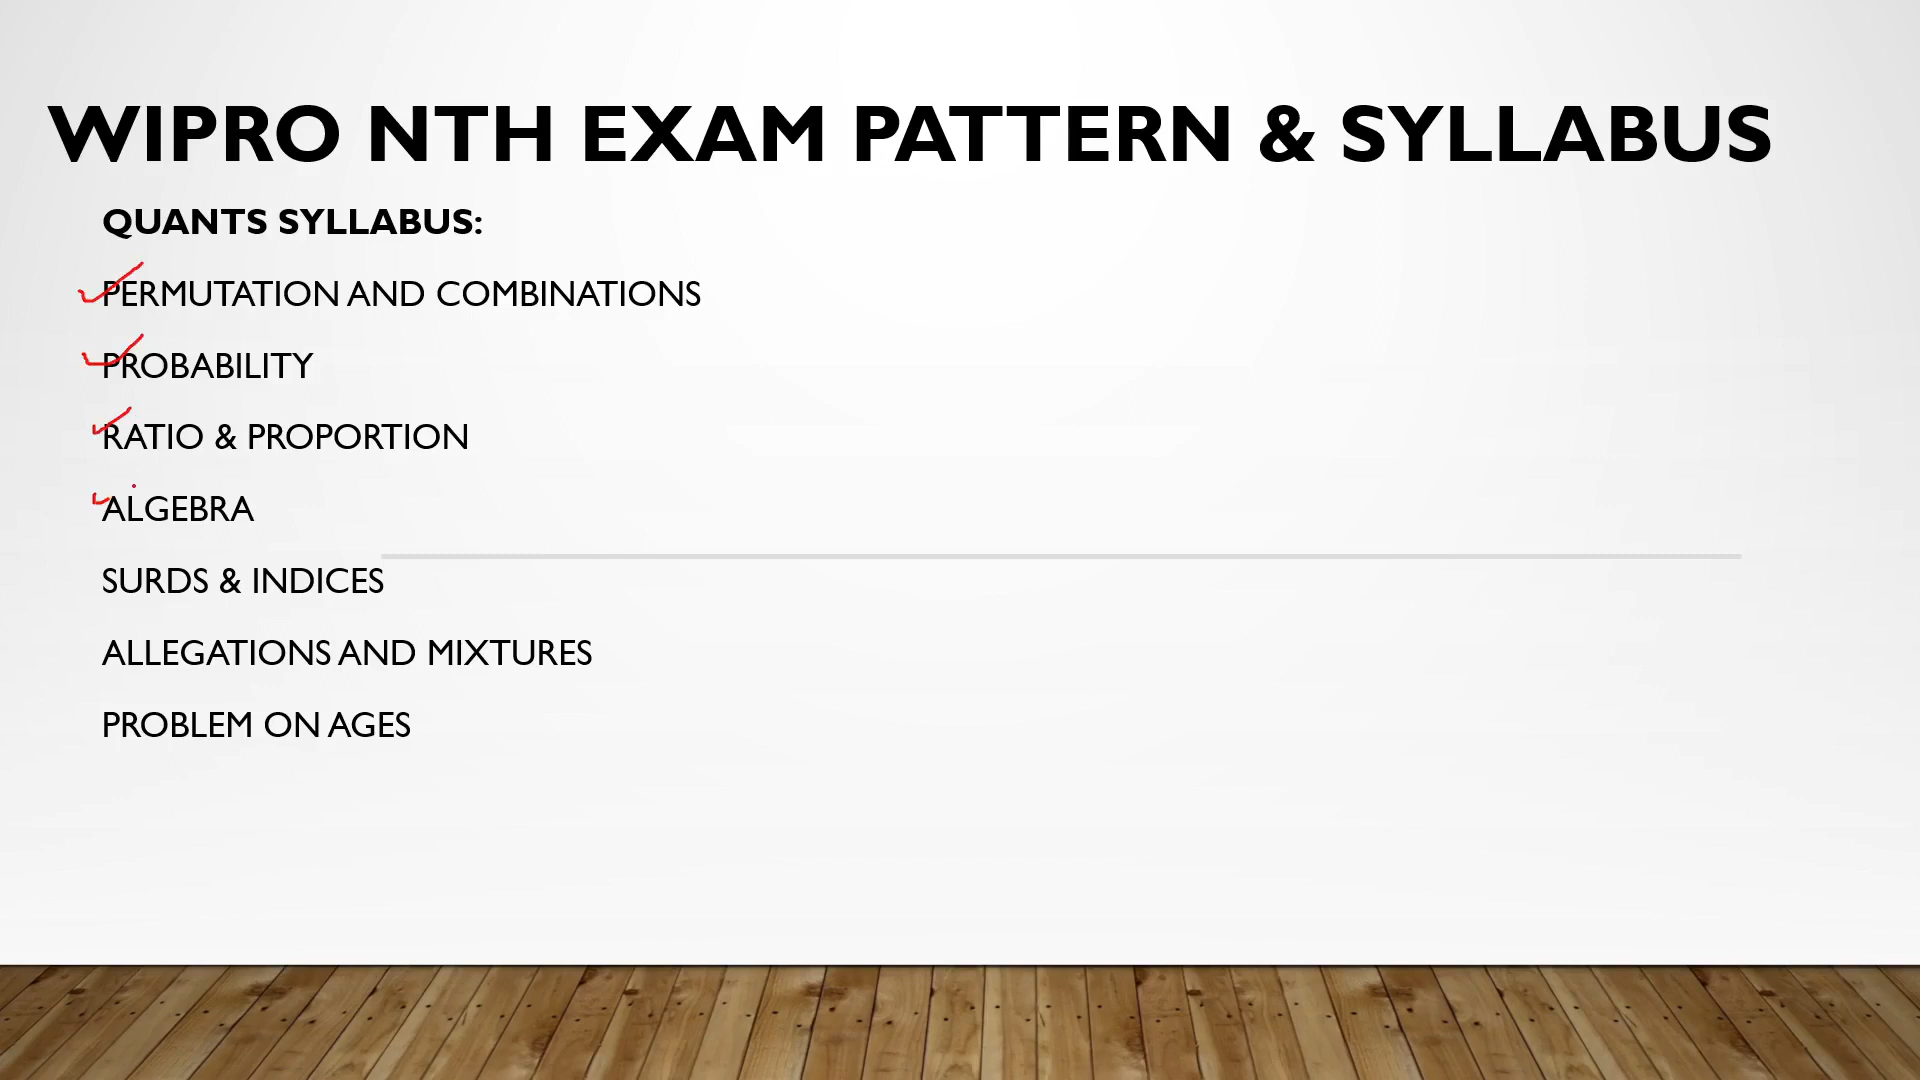 WIPRO NTH EXAM PATTERN & SYLLABUS
QUANTS SYLLABUS:
PERMUTATION AND COMBINATIONS
PROBABILITY
RATIO & PROPORTION
ALGEBRA
SURDS & INDICES
ALLEGATIONS AND MIXTURES
PROBLEM ON AGES